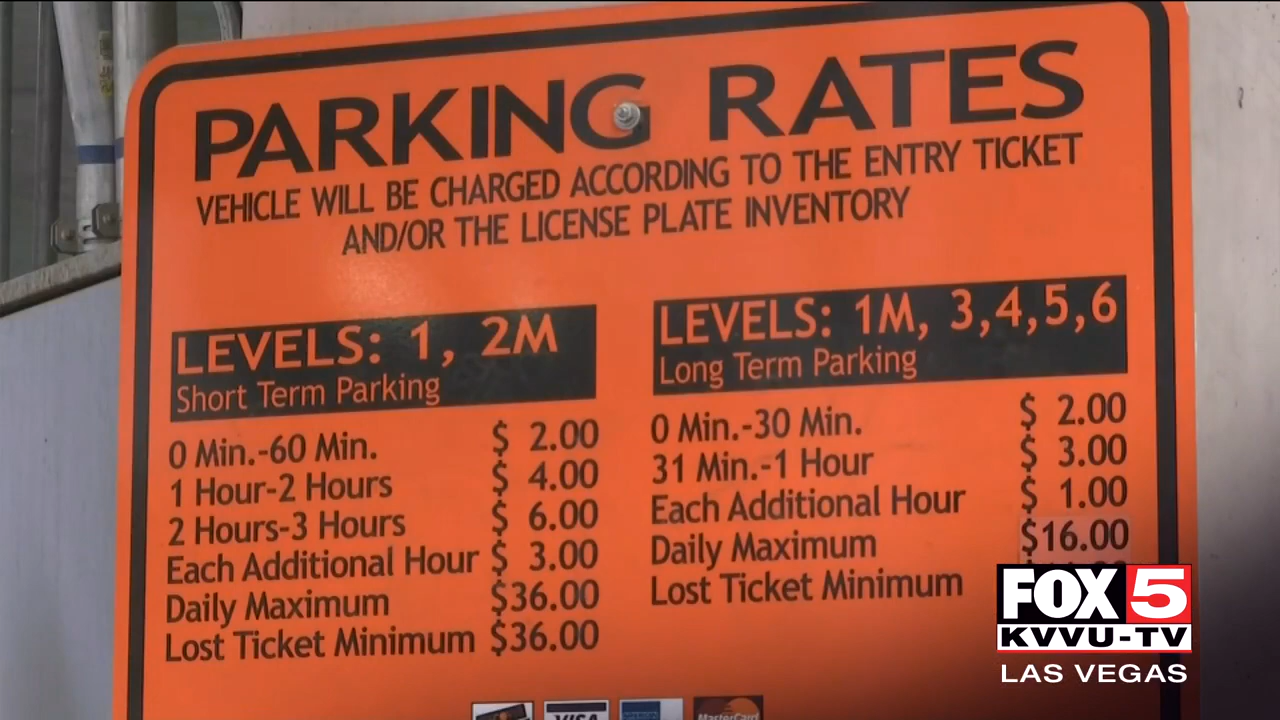 PARKING RATES
VEHICLE WILL BE CHARGED ACCORDING TO THE ENTRY TICKET
AND/OR THE LICENSE PLATE INVENTORY
LEVELS: 1, 2M
Short Term Parking
0 Min.-60 Min. $ 2.00
1 Hour-2 Hours $ 4.00
2 Hours-3 Hours $ 6.00
Each Additional Hour $ 3.00
Daily Maximum $36.00
Lost Ticket Minimum $36.00
LEVELS: 1M, 3,4,5,6
Long Term Parking
0 Min.-30 Min. $ 2.00
31 Min.-1 Hour $ 3.00
Each Additional Hour $ 1.00
Daily Maximum $16.00
Lost Ticket Minimum
VISA
MasterCard
FOX 5
KVVU-TV
LAS VEGAS